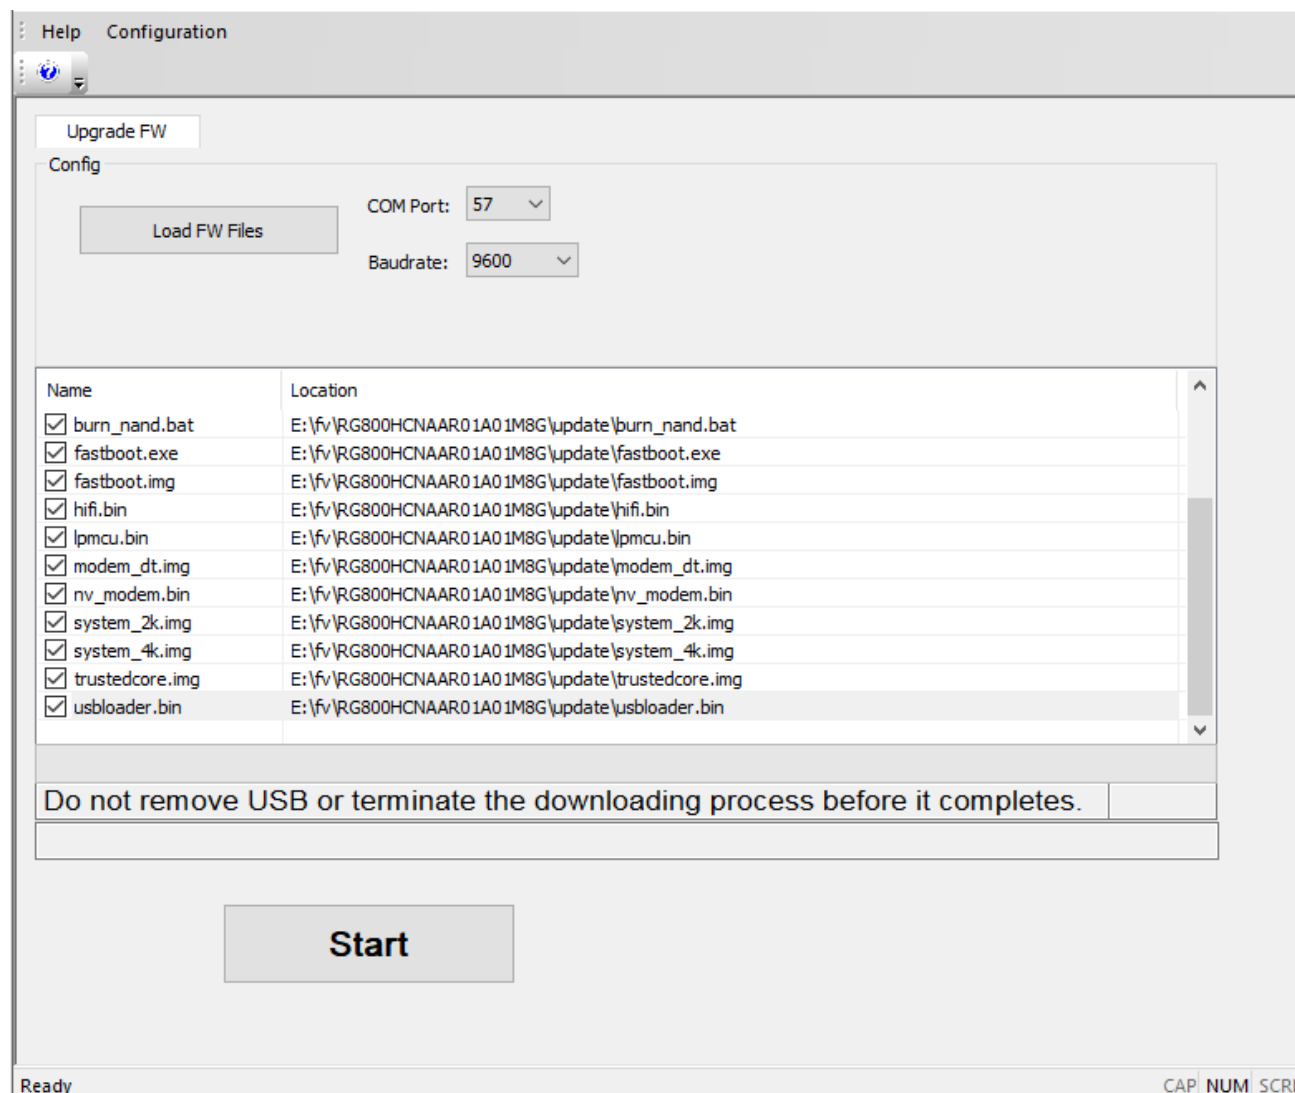 Help Configuration
Upgrade FW
Config
Load FW Files
COM Port: 57
Baudrate: 9600
Name Location
burn_nand.bat E:\fv\RG800HCNAAR01A01M8G\update\burn_nand.bat
fastboot.exe E:\fv\RG800HCNAAR01A01M8G\update\fastboot.exe
fastboot.img E:\fv\RG800HCNAAR01A01M8G\update\fastboot.img
hifi.bin E:\fv\RG800HCNAAR01A01M8G\update\hifi.bin
lpmcu.bin E:\fv\RG800HCNAAR01A01M8G\update\lpmcu.bin
modem_dt.img E:\fv\RG800HCNAAR01A01M8G\update\modem_dt.img
nv_modem.bin E:\fv\RG800HCNAAR01A01M8G\update\nv_modem.bin
system_2k.img E:\fv\RG800HCNAAR01A01M8G\update\system_2k.img
system_4k.img E:\fv\RG800HCNAAR01A01M8G\update\system_4k.img
trustedcore.img E:\fv\RG800HCNAAR01A01M8G\update\trustedcore.img
usbloader.bin E:\fv\RG800HCNAAR01A01M8G\update\usbloader.bin
Do not remove USB or terminate the downloading process before it completes.
Start
Ready CAP NUM SCR